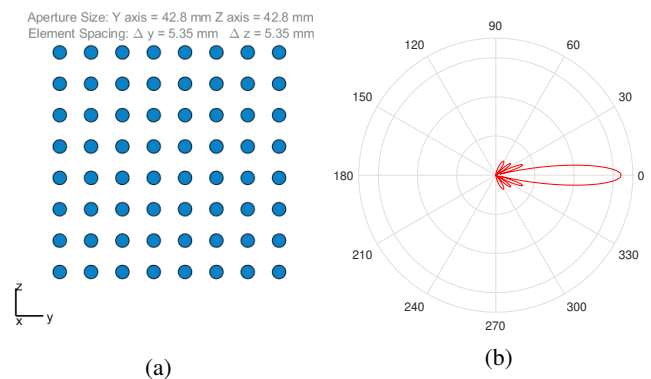 Aperture Size: Y axis = 42.8 mm Z axis = 42.8 mm
Element Spacing: Δ y = 5.35 mm Δ z = 5.35 mm
z
x
y
(a)
90
60
30
0
330
300
270
240
210
180
150
120
(b)